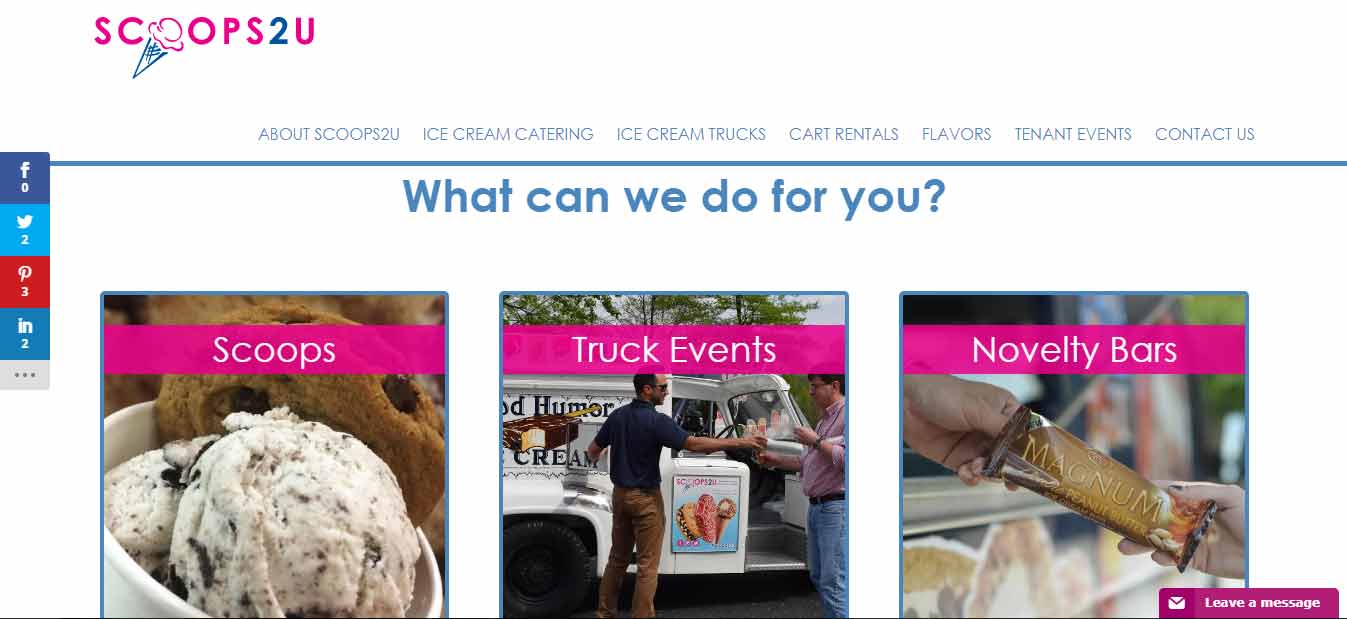 SCOOPS2U
ABOUT SCOOPS2U ICE CREAM CATERING ICE CREAM TRUCKS CART RENTALS FLAVORS TENANT EVENTS CONTACT US
What can we do for you?
f
0
2
3
in
2
Scoops
Truck Events
Novelty Bars
od Humor
CREAM
SCOOPS2U
MAGNUM
PEANUT BUTTER
Leave a message